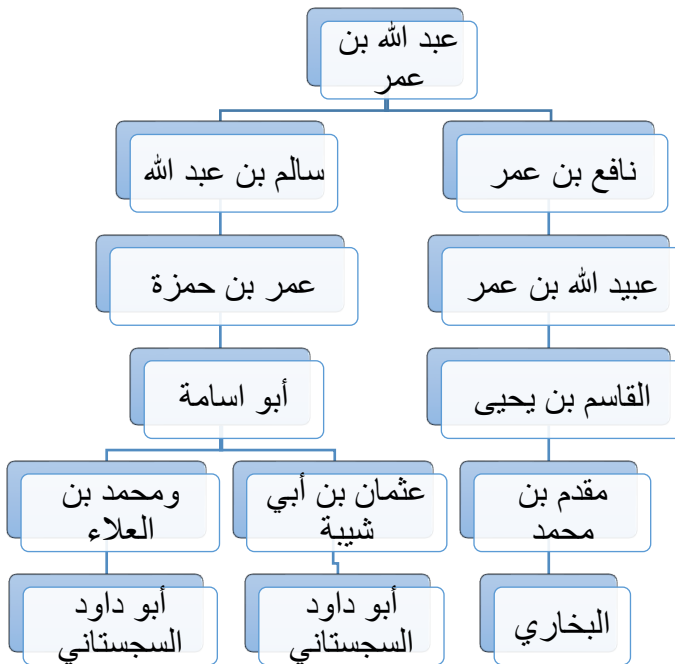 عبد الله بن
عمر
نافع بن عمر
سالم بن عبد الله
عبيد الله بن عمر
عمر بن حمزة
القاسم بن يحيى
أبو اسامة
مقدم بن
محمد
عثمان بن أبي
شيبة
ومحمد بن
العلاء
البخاري
أبو داود
السجستاني
أبو داود
السجستاني